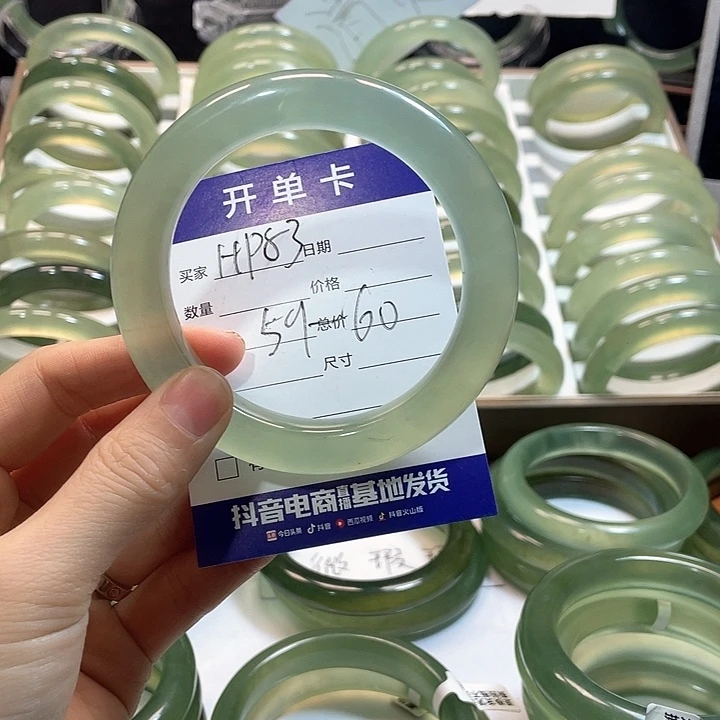 开单卡
买家 HP83 日期
数量 价格
59-60 总价
尺寸
抖音电商直播基地发货
今日头条 抖音 西瓜视频 抖音火山版